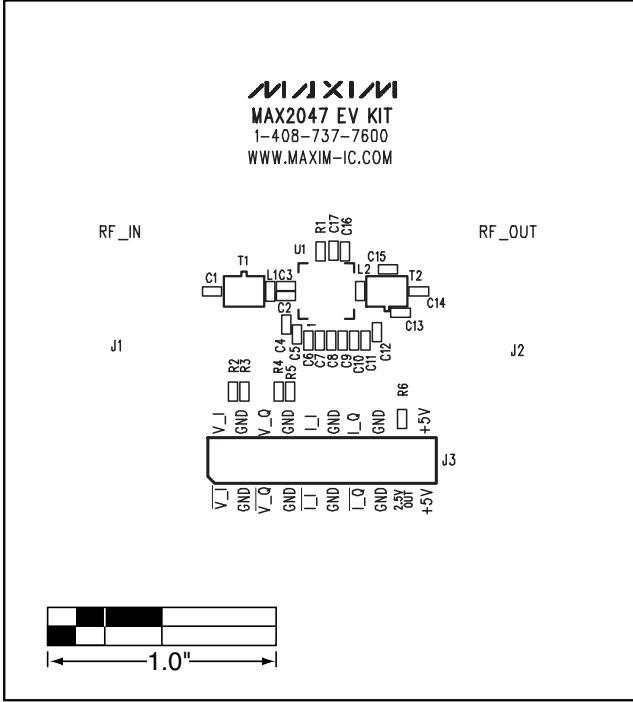 MAXIM
MAX2047 EV KIT
1-408-737-7600
WWW.MAXIM-IC.COM
RF_IN
RF_OUT
U1 R1 C17 C16
C1 T1 L1 C3 L2 C15 T2 C14
C2 C13
C4 C5 1 C6 C7 C8 C9 C10 C11 C12
J1
J2
R2 R3 R4 R5 R6
V_I GND V_Q GND I_I GND I_Q GND +5V
J3
V_I GND V_Q GND I_I GND I_Q GND 2.5V OUT +5V
1.0"